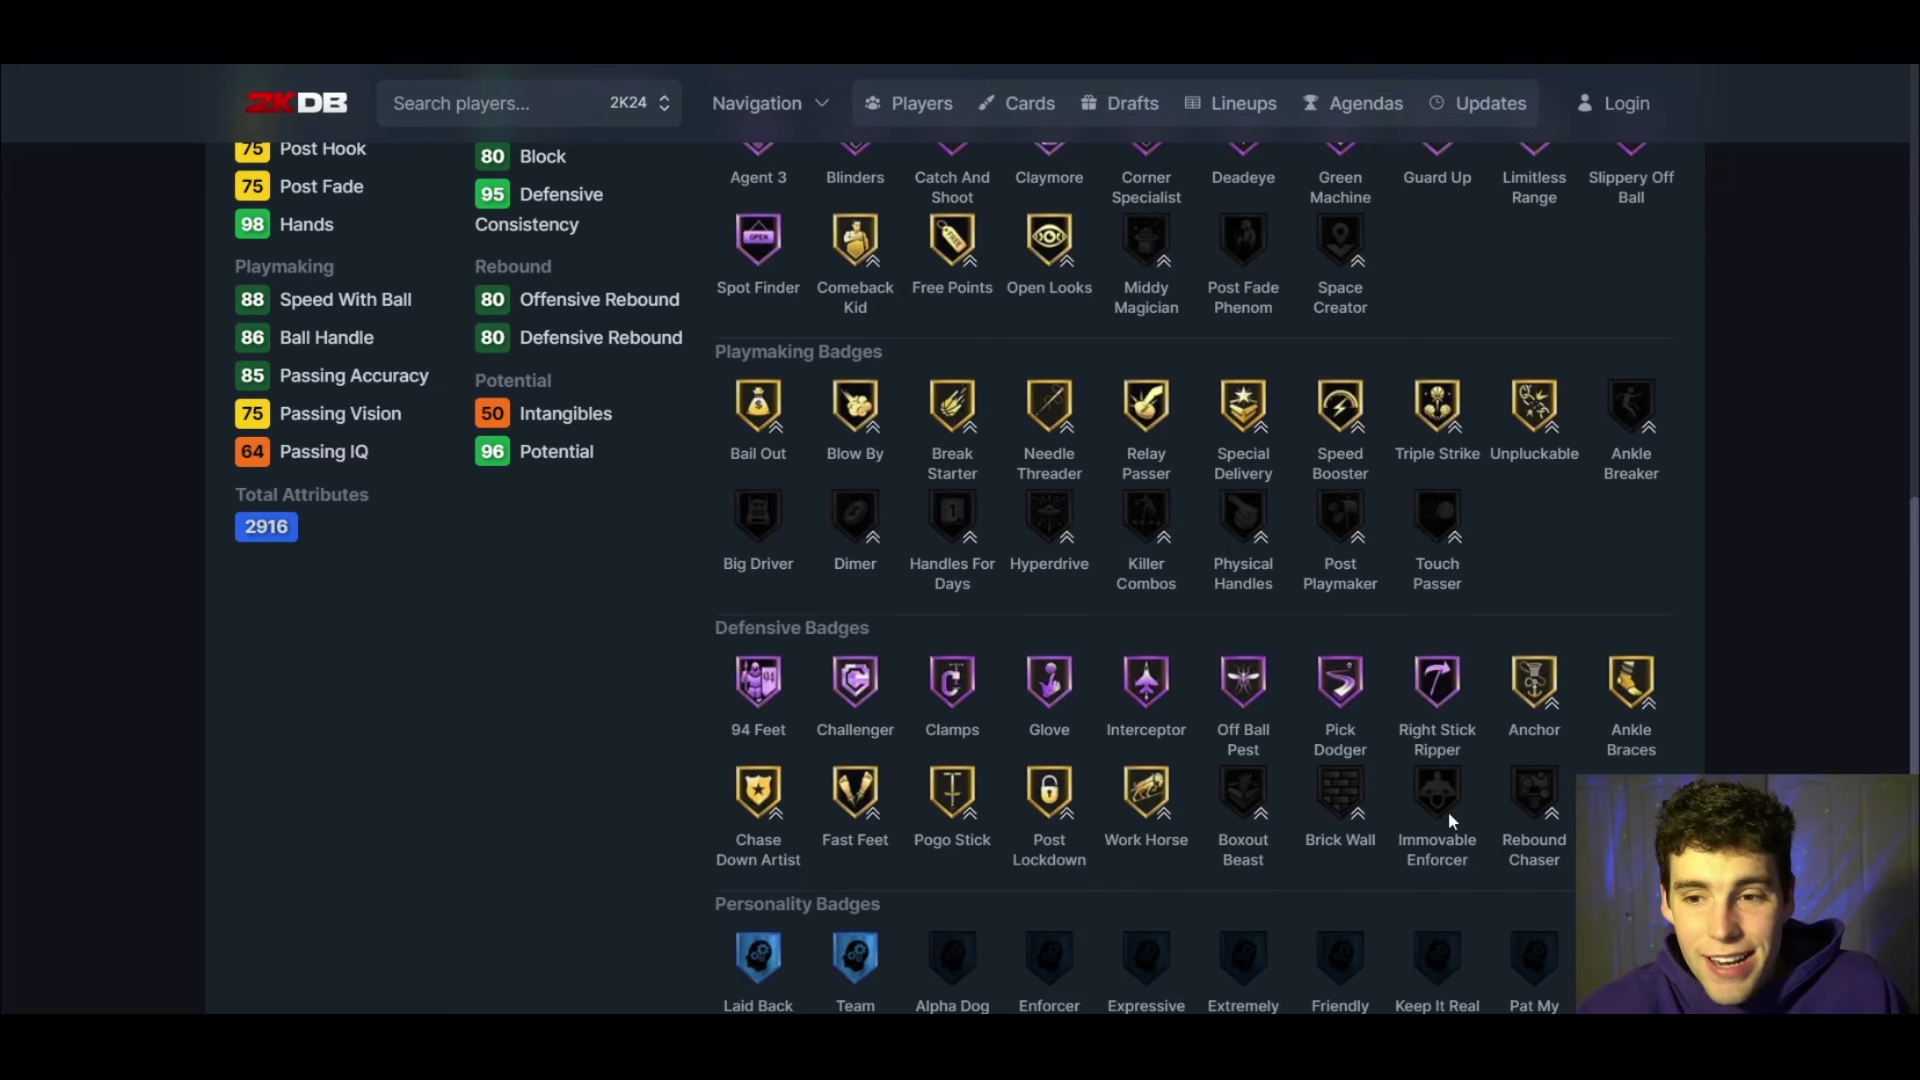 2KDB
Search players...
2K24
Navigation
Players
Cards
Drafts
Lineups
Agendas
Updates
Login
75 Post Hook
75 Post Fade
98 Hands
Playmaking
88 Speed With Ball
86 Ball Handle
85 Passing Accuracy
75 Passing Vision
64 Passing IQ
Total Attributes
2916
80 Block
95 Defensive
Consistency
Rebound
80 Offensive Rebound
80 Defensive Rebound
Potential
50 Intangibles
96 Potential
Agent 3
Blinders
Catch And
Shoot
Claymore
Corner
Specialist
Deadeye
Green
Machine
Guard Up
Limitless
Range
Slippery Off
Ball
OPEN
Spot Finder
Comeback
Kid
Free Points
Open Looks
Middy
Magician
Post Fade
Phenom
Space
Creator
Playmaking Badges
Bail Out
Blow By
Break
Starter
Needle
Threader
Relay
Passer
Special
Delivery
Speed
Booster
Triple Strike
Unpluckable
Ankle
Breaker
Big Driver
Dimer
Handles For
Days
Hyperdrive
Killer
Combos
Physical
Handles
Post
Playmaker
Touch
Passer
Defensive Badges
94 Feet
Challenger
Clamps
Glove
Interceptor
Off Ball
Pest
Pick
Dodger
Right Stick
Ripper
Anchor
Ankle
Braces
Chase
Down Artist
Fast Feet
Pogo Stick
Post
Lockdown
Work Horse
Boxout
Beast
Brick Wall
Immovable
Enforcer
Rebound
Chaser
Personality Badges
Laid Back
Team
Alpha Dog
Enforcer
Expressive
Extremely
Friendly
Keep It Real
Pat My